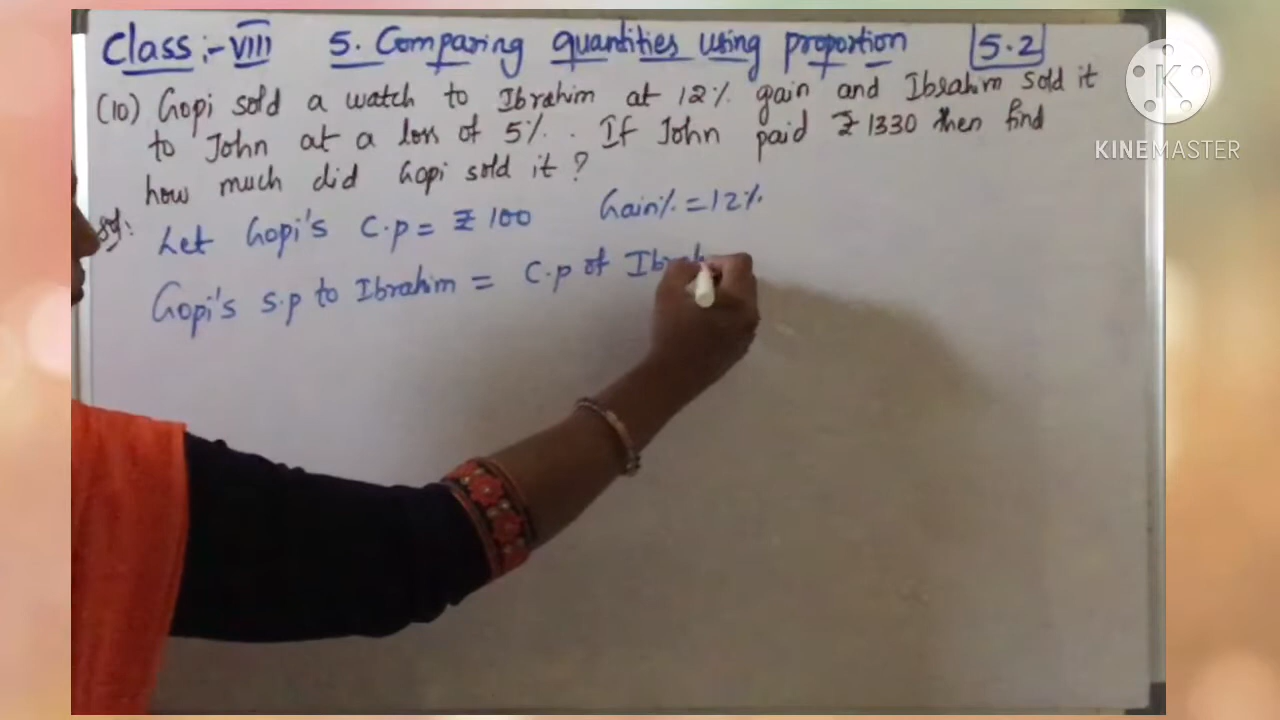 Class:- VIII 5. Comparing quantities using proportion 5.2
(10) Gopi sold a watch to Ibrahim at 12% gain and Ibrahim sold it
to John at a loss of 5%. If John paid ₹ 1330 then find
how much did Gopi sold it?
Sol:
Let Gopi's C.p = ₹ 100 Gain% = 12%
Gopi's s.p to Ibrahim = C.p of Ibrah
K
KINEMASTER